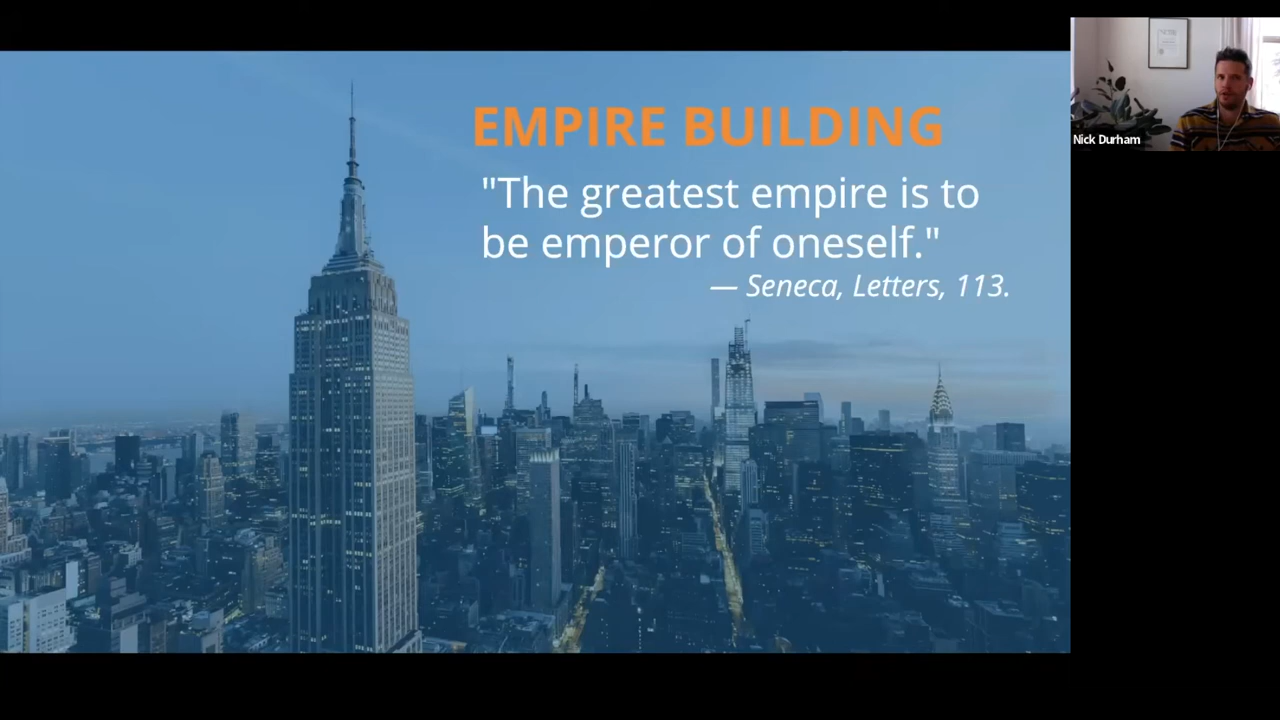 EMPIRE BUILDING
"The greatest empire is to
be emperor of oneself."
— Seneca, Letters, 113.
Nick Durham